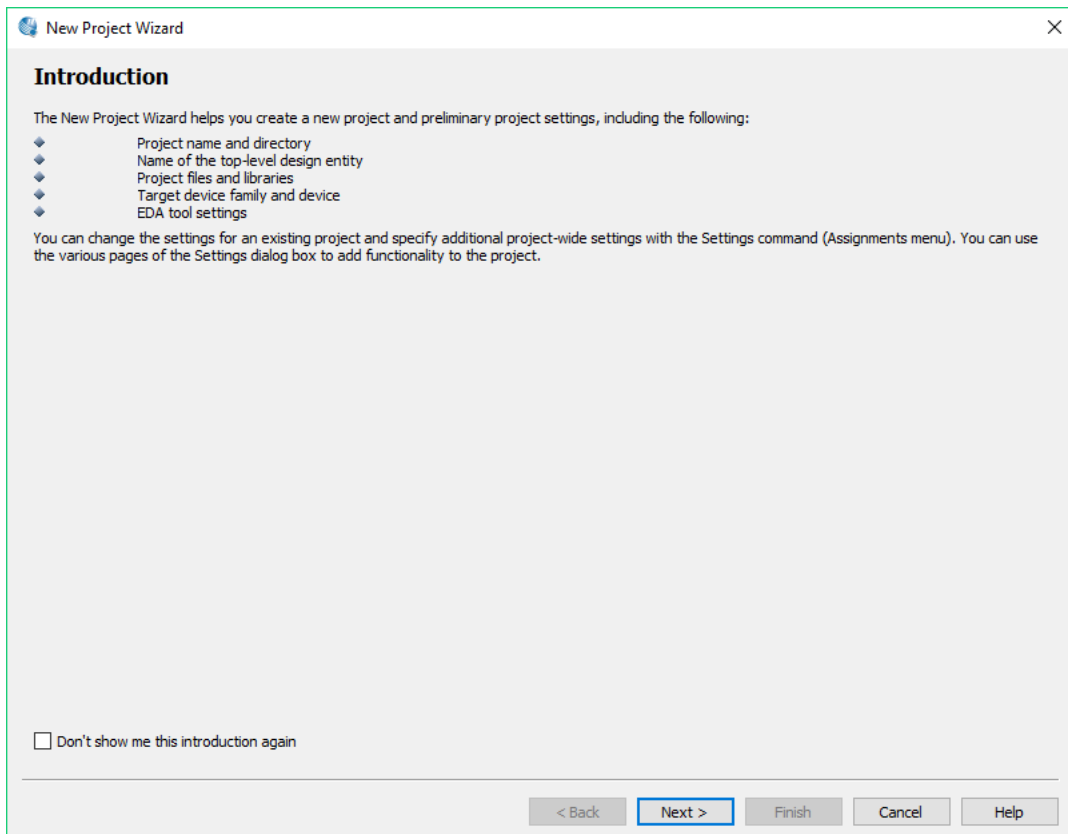 New Project Wizard
Introduction
The New Project Wizard helps you create a new project and preliminary project settings, including the following:
Project name and directory
Name of the top-level design entity
Project files and libraries
Target device family and device
EDA tool settings
You can change the settings for an existing project and specify additional project-wide settings with the Settings command (Assignments menu). You can use
the various pages of the Settings dialog box to add functionality to the project.
Don't show me this introduction again
< Back Next > Finish Cancel Help